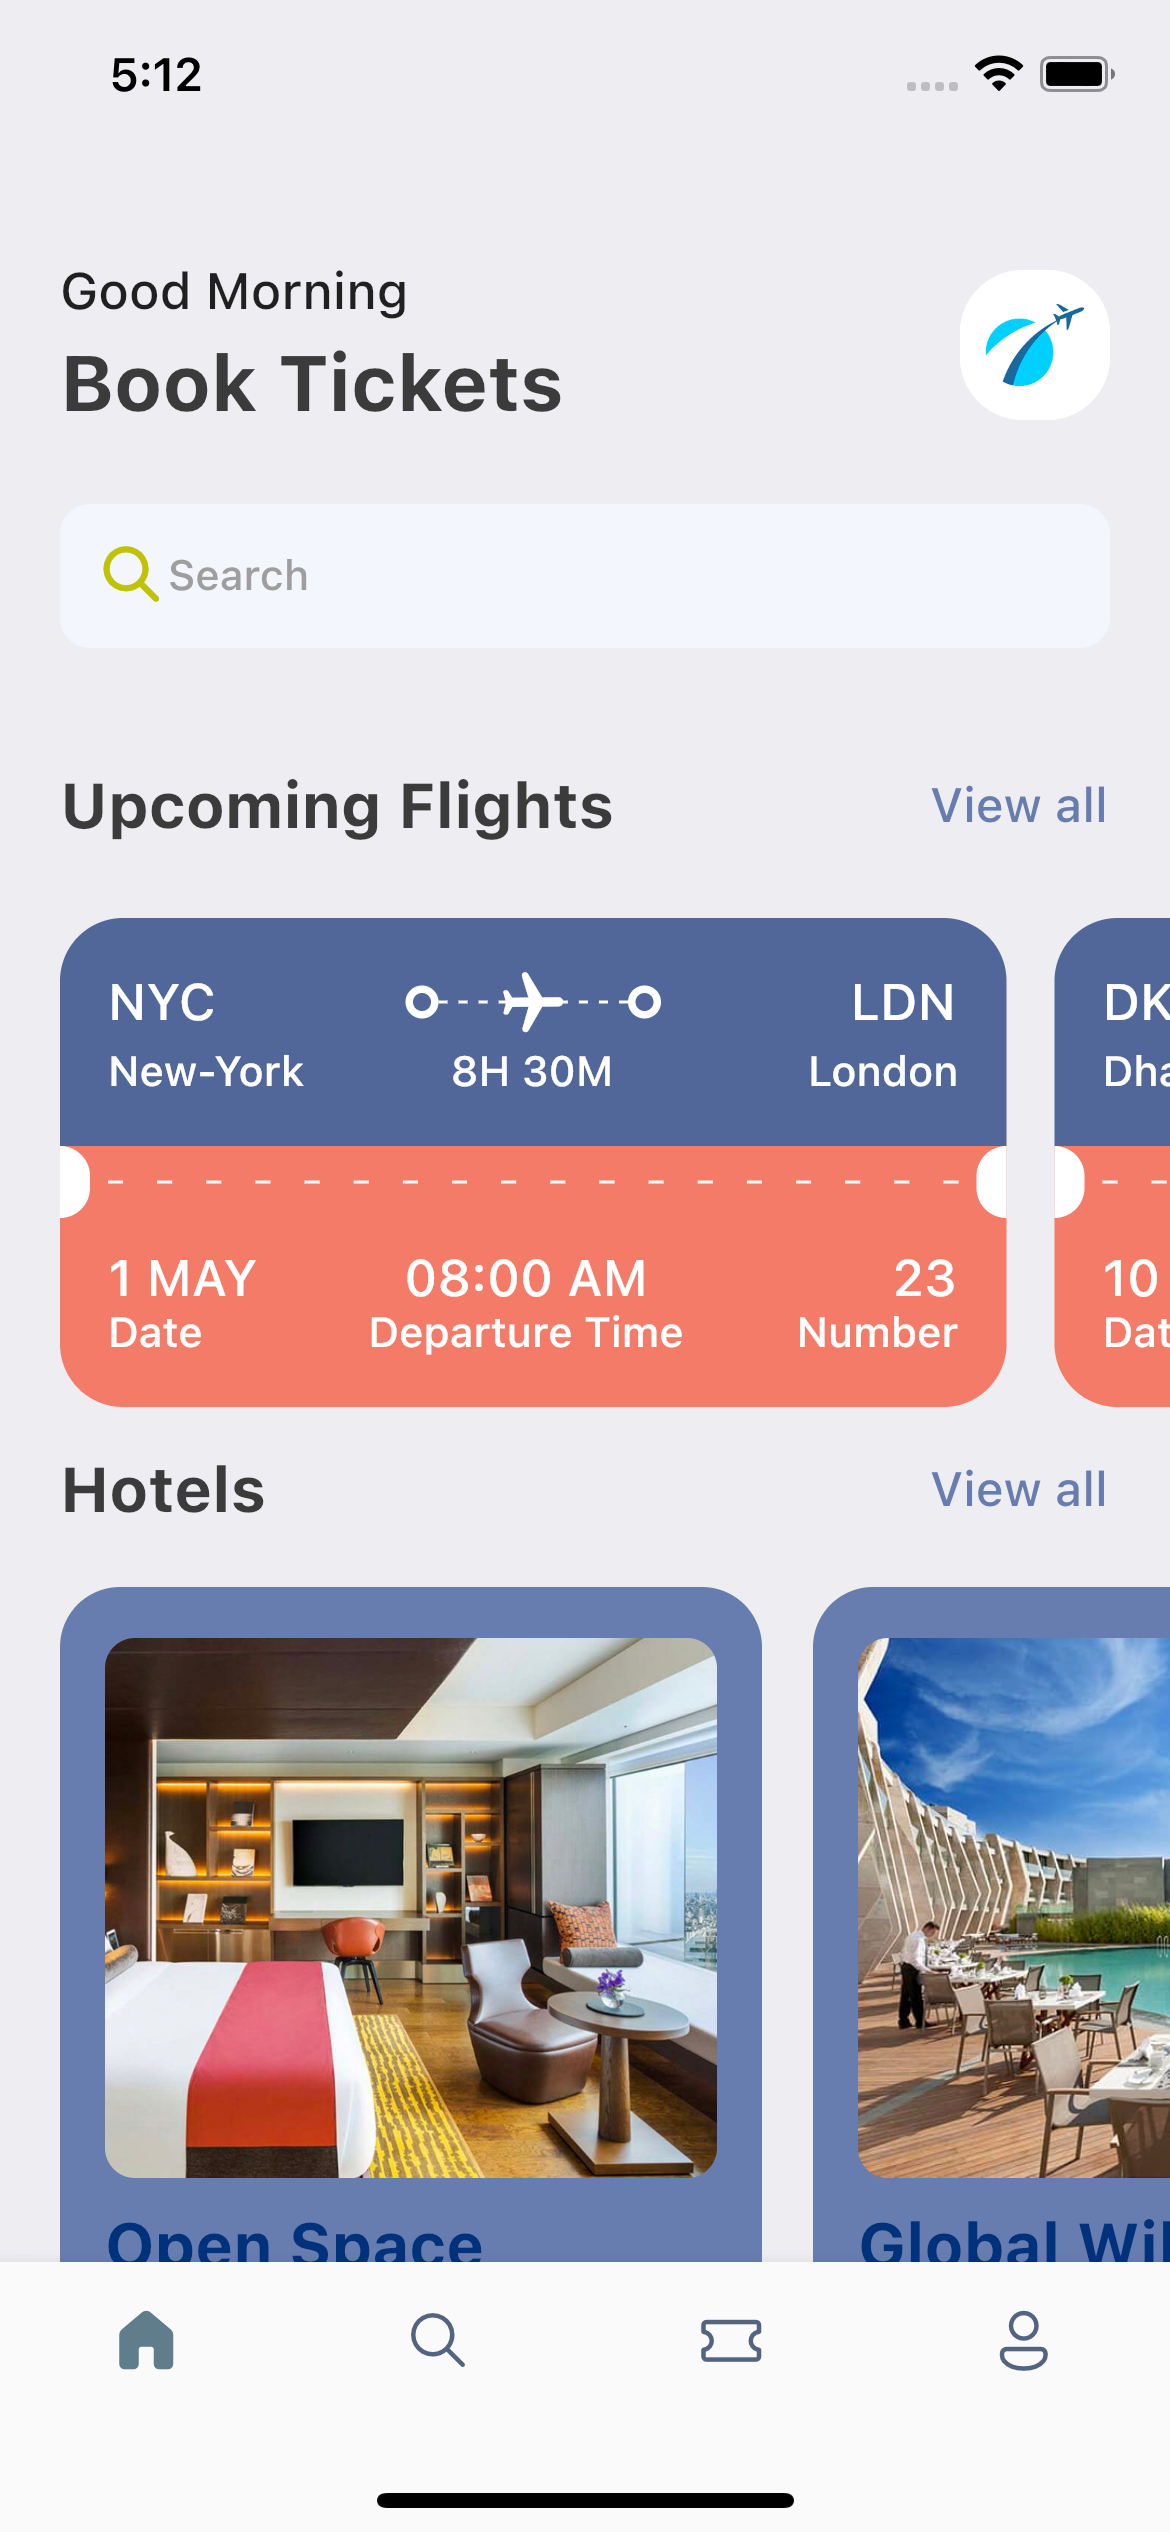 5:12
Good Morning
Book Tickets
Search
Upcoming Flights View all
NYC LDN DK
New-York 8H 30M London Dha
1 MAY 08:00 AM 23 10
Date Departure Time Number Dat
Hotels View all
Open Space Global Wil